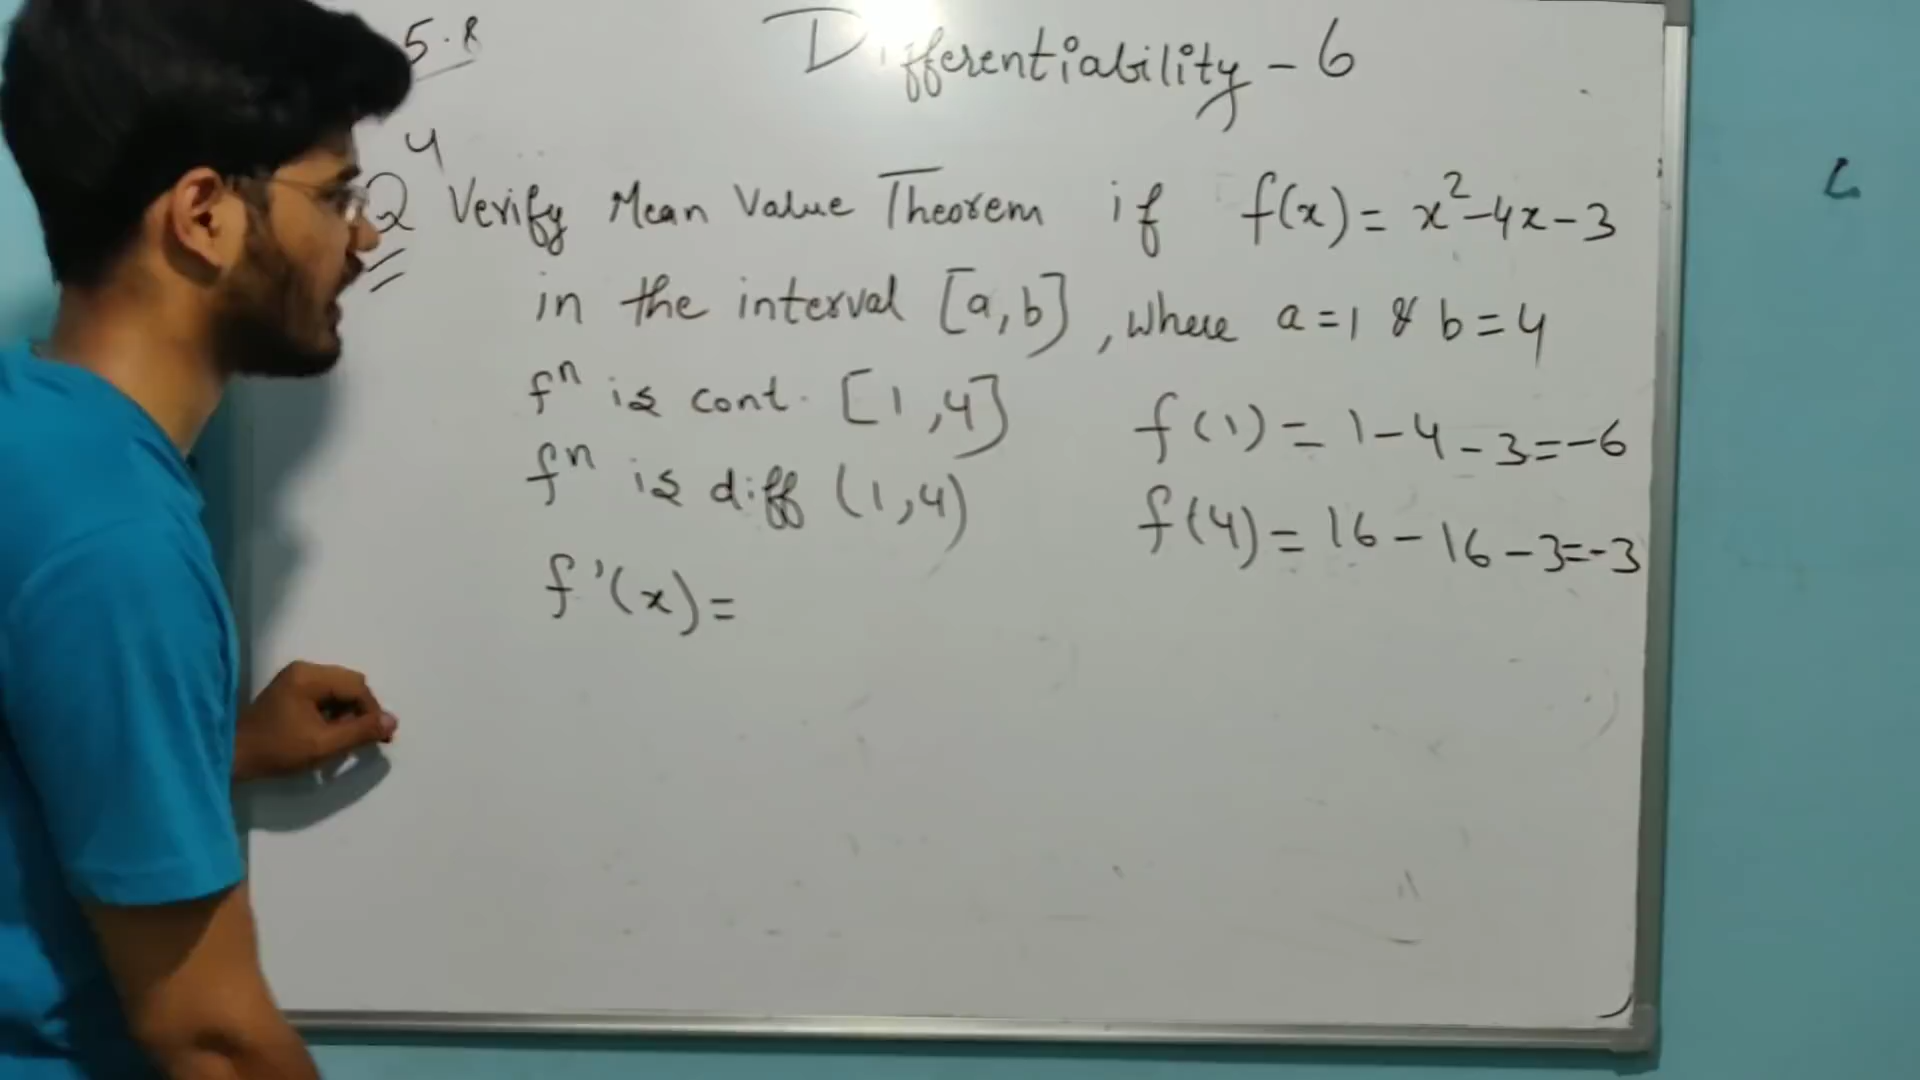 5.8
Differentiability - 6
4
Q Verify Mean Value Theorem if f(x) = x²-4x-3
in the interval [a,b], where a=1 & b=4
fⁿ is cont. [1,4]
f(1) = 1-4-3=-6
fⁿ is diff (1,4)
f(4) = 16-16-3=-3
f'(x)=